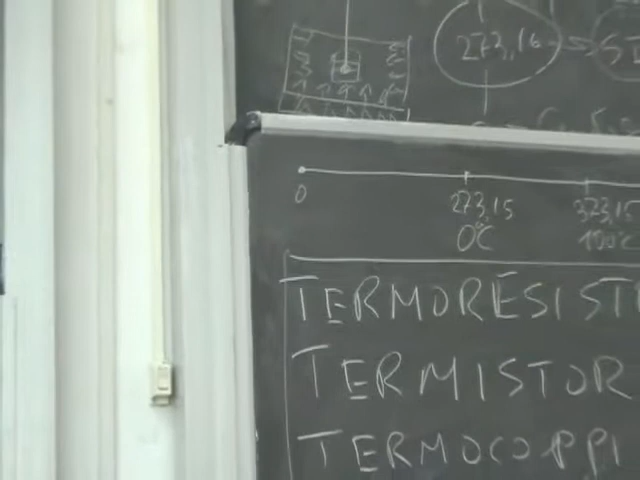 273,16
0 273,15 373,15
0°C 100°C
TERMORESIST
TERMISTOR
TERMOCOPPI